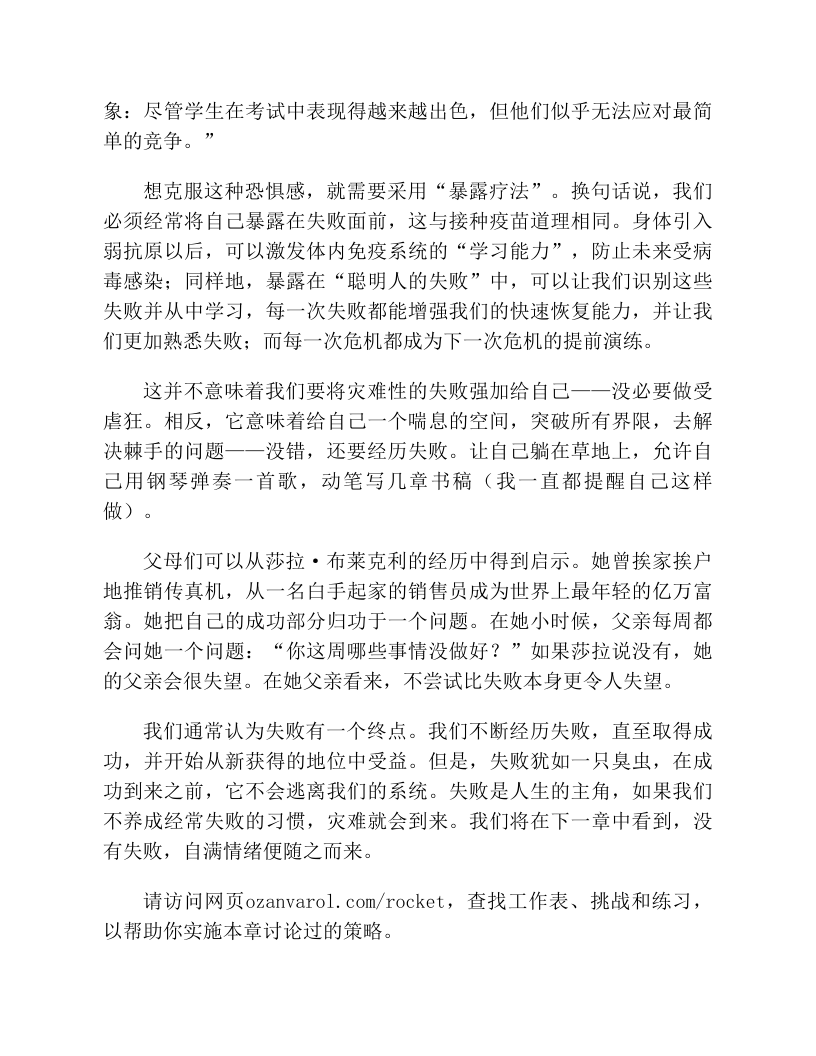 象：尽管学生在考试中表现得越来越出色，但他们似乎无法应对最简
单的竞争。”
想克服这种恐惧感，就需要采用“暴露疗法”。换句话说，我们
必须经常将自己暴露在失败面前，这与接种疫苗道理相同。身体引入
弱抗原以后，可以激发体内免疫系统的“学习能力”，防止未来受病
毒感染；同样地，暴露在“聪明人的失败”中，可以让我们识别这些
失败并从中学习，每一次失败都能增强我们的快速恢复能力，并让我
们更加熟悉失败；而每一次危机都成为下一次危机的提前演练。
这并不意味着我们要将灾难性的失败强加给自己——没必要做受
虐狂。相反，它意味着给自己一个喘息的空间，突破所有界限，去解
决棘手的问题——没错，还要经历失败。让自己躺在草地上，允许自
己用钢琴弹奏一首歌，动笔写几章书稿（我一直都提醒自己这样
做）。
父母们可以从莎拉·布莱克利的经历中得到启示。她曾挨家挨户
地推销传真机，从一名白手起家的销售员成为世界上最年轻的亿万富
翁。她把自己的成功部分归功于一个问题。在她小时候，父亲每周都
会问她一个问题：“你这周哪些事情没做好？”如果莎拉说没有，她
的父亲会很失望。在她父亲看来，不尝试比失败本身更令人失望。
我们通常认为失败有一个终点。我们不断经历失败，直至取得成
功，并开始从新获得的地位中受益。但是，失败犹如一只臭虫，在成
功到来之前，它不会逃离我们的系统。失败是人生的主角，如果我们
不养成经常失败的习惯，灾难就会到来。我们将在下一章中看到，没
有失败，自满情绪便随之而来。
请访问网页ozanvarol.com/rocket，查找工作表、挑战和练习，
以帮助你实施本章讨论过的策略。